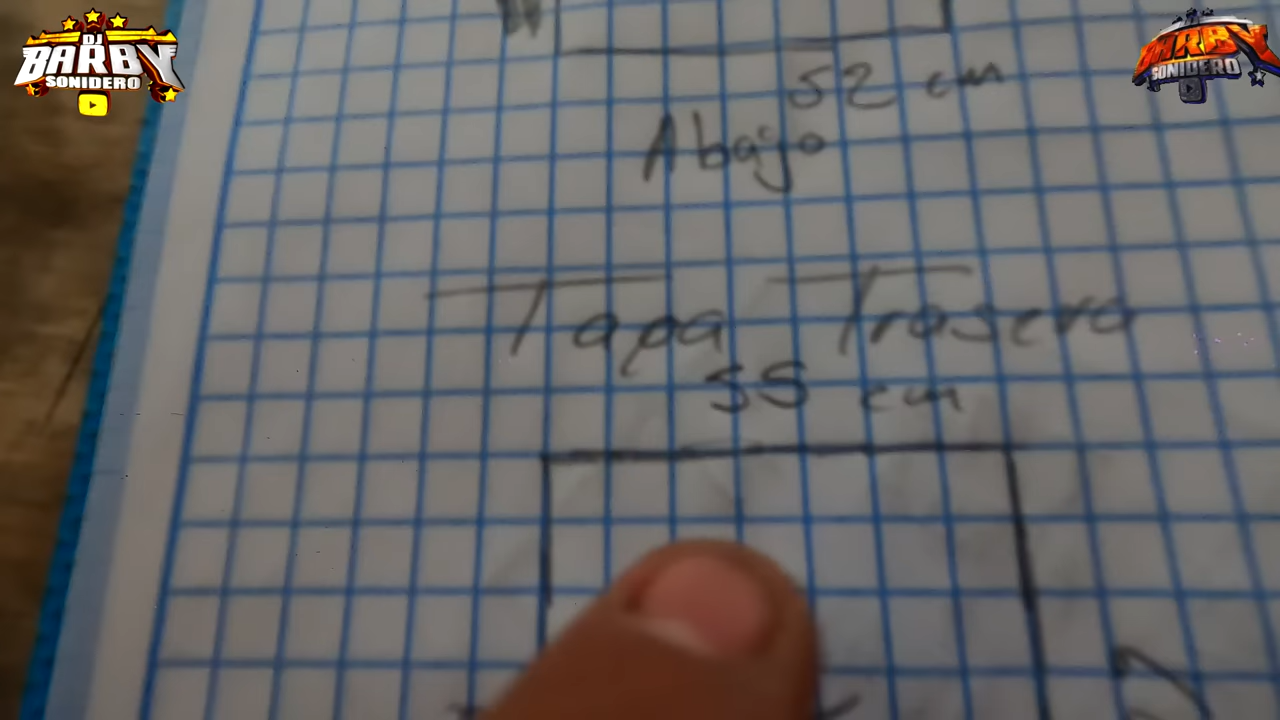 DJ
BARBY
SONIDERO
BARBY
SONIDERO
52 cm
Abajo
Tapa Trasera
55 cm